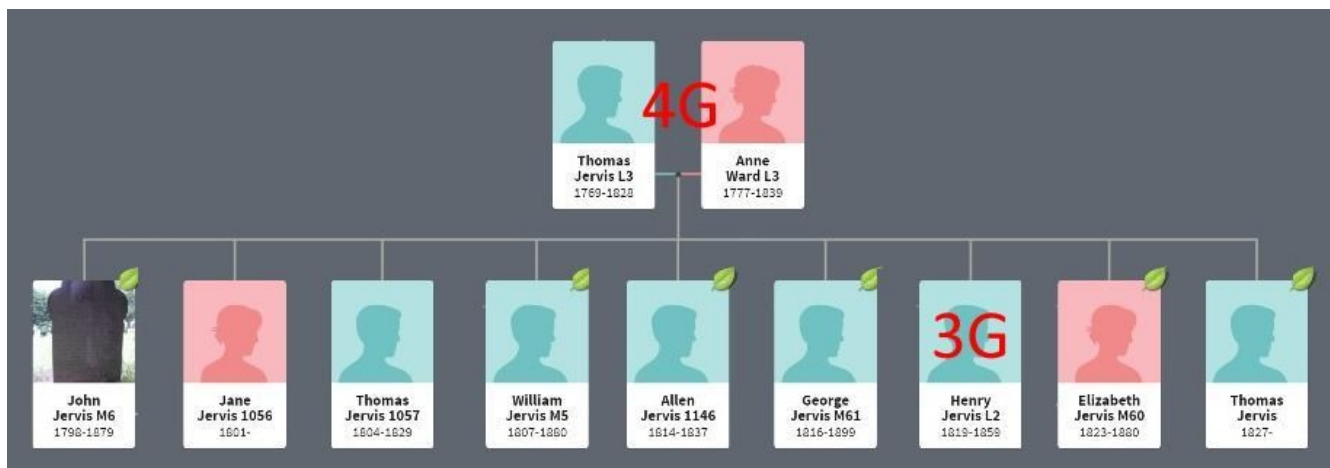 4G
Thomas
Jervis L3
1769-1828
Anne
Ward L3
1777-1839
3G
John
Jervis M6
1798-1879
Jane
Jervis 1056
1801-
Thomas
Jervis 1057
1804-1829
William
Jervis M5
1807-1880
Allen
Jervis 1146
1814-1837
George
Jervis M61
1816-1899
Henry
Jervis L2
1819-1859
Elizabeth
Jervis M60
1823-1880
Thomas
Jervis
1827-